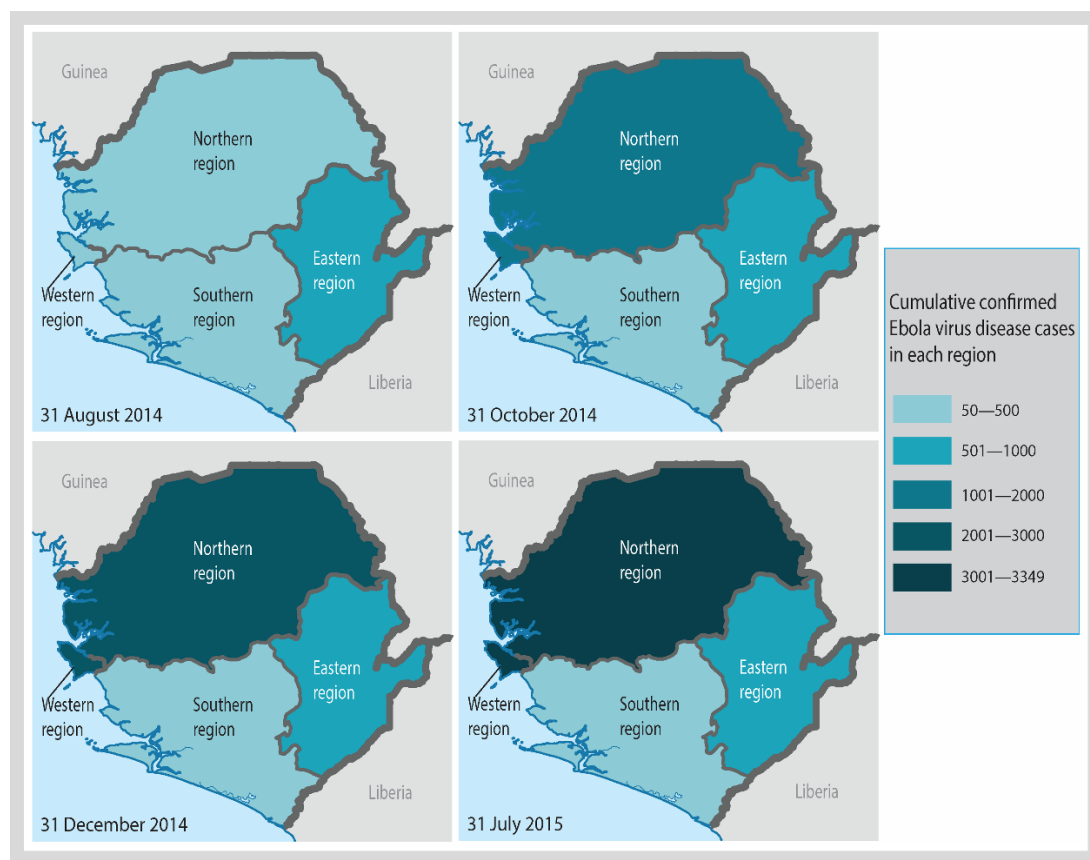 Guinea
Northern
region
Eastern
region
Western
region
Southern
region
Liberia
31 August 2014
Guinea
Northern
region
Eastern
region
Western
region
Southern
region
Liberia
31 October 2014
Guinea
Northern
region
Eastern
region
Western
region
Southern
region
Liberia
31 December 2014
Guinea
Northern
region
Eastern
region
Western
region
Southern
region
Liberia
31 July 2015
Cumulative confirmed
Ebola virus disease cases
in each region
50—500
501—1000
1001—2000
2001—3000
3001—3349